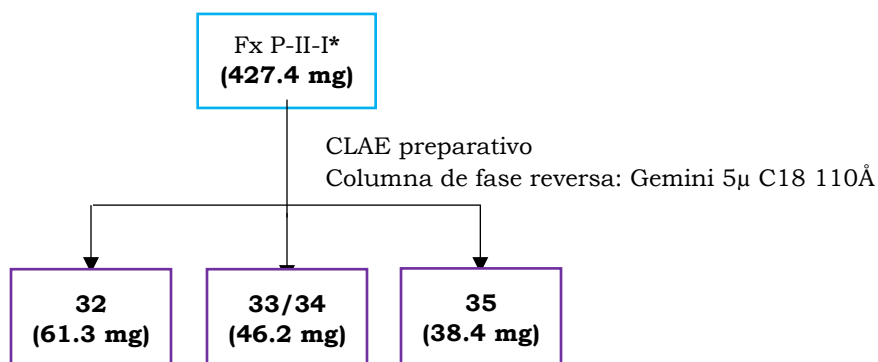 Fx P-II-I*
(427.4 mg)
CLAE preparativo
Columna de fase reversa: Gemini 5µ C18 110Å
32
(61.3 mg)
33/34
(46.2 mg)
35
(38.4 mg)